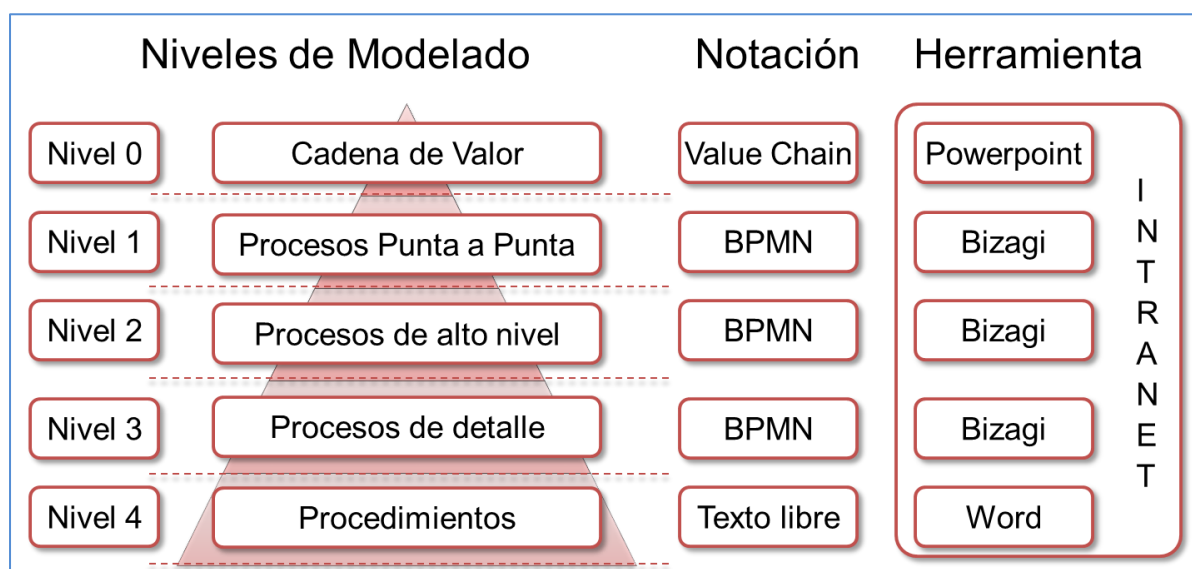 Niveles de Modelado Notación Herramienta
Nivel 0 Cadena de Valor Value Chain Powerpoint
Nivel 1 Procesos Punta a Punta BPMN Bizagi
Nivel 2 Procesos de alto nivel BPMN Bizagi
Nivel 3 Procesos de detalle BPMN Bizagi
Nivel 4 Procedimientos Texto libre Word
INTRANET